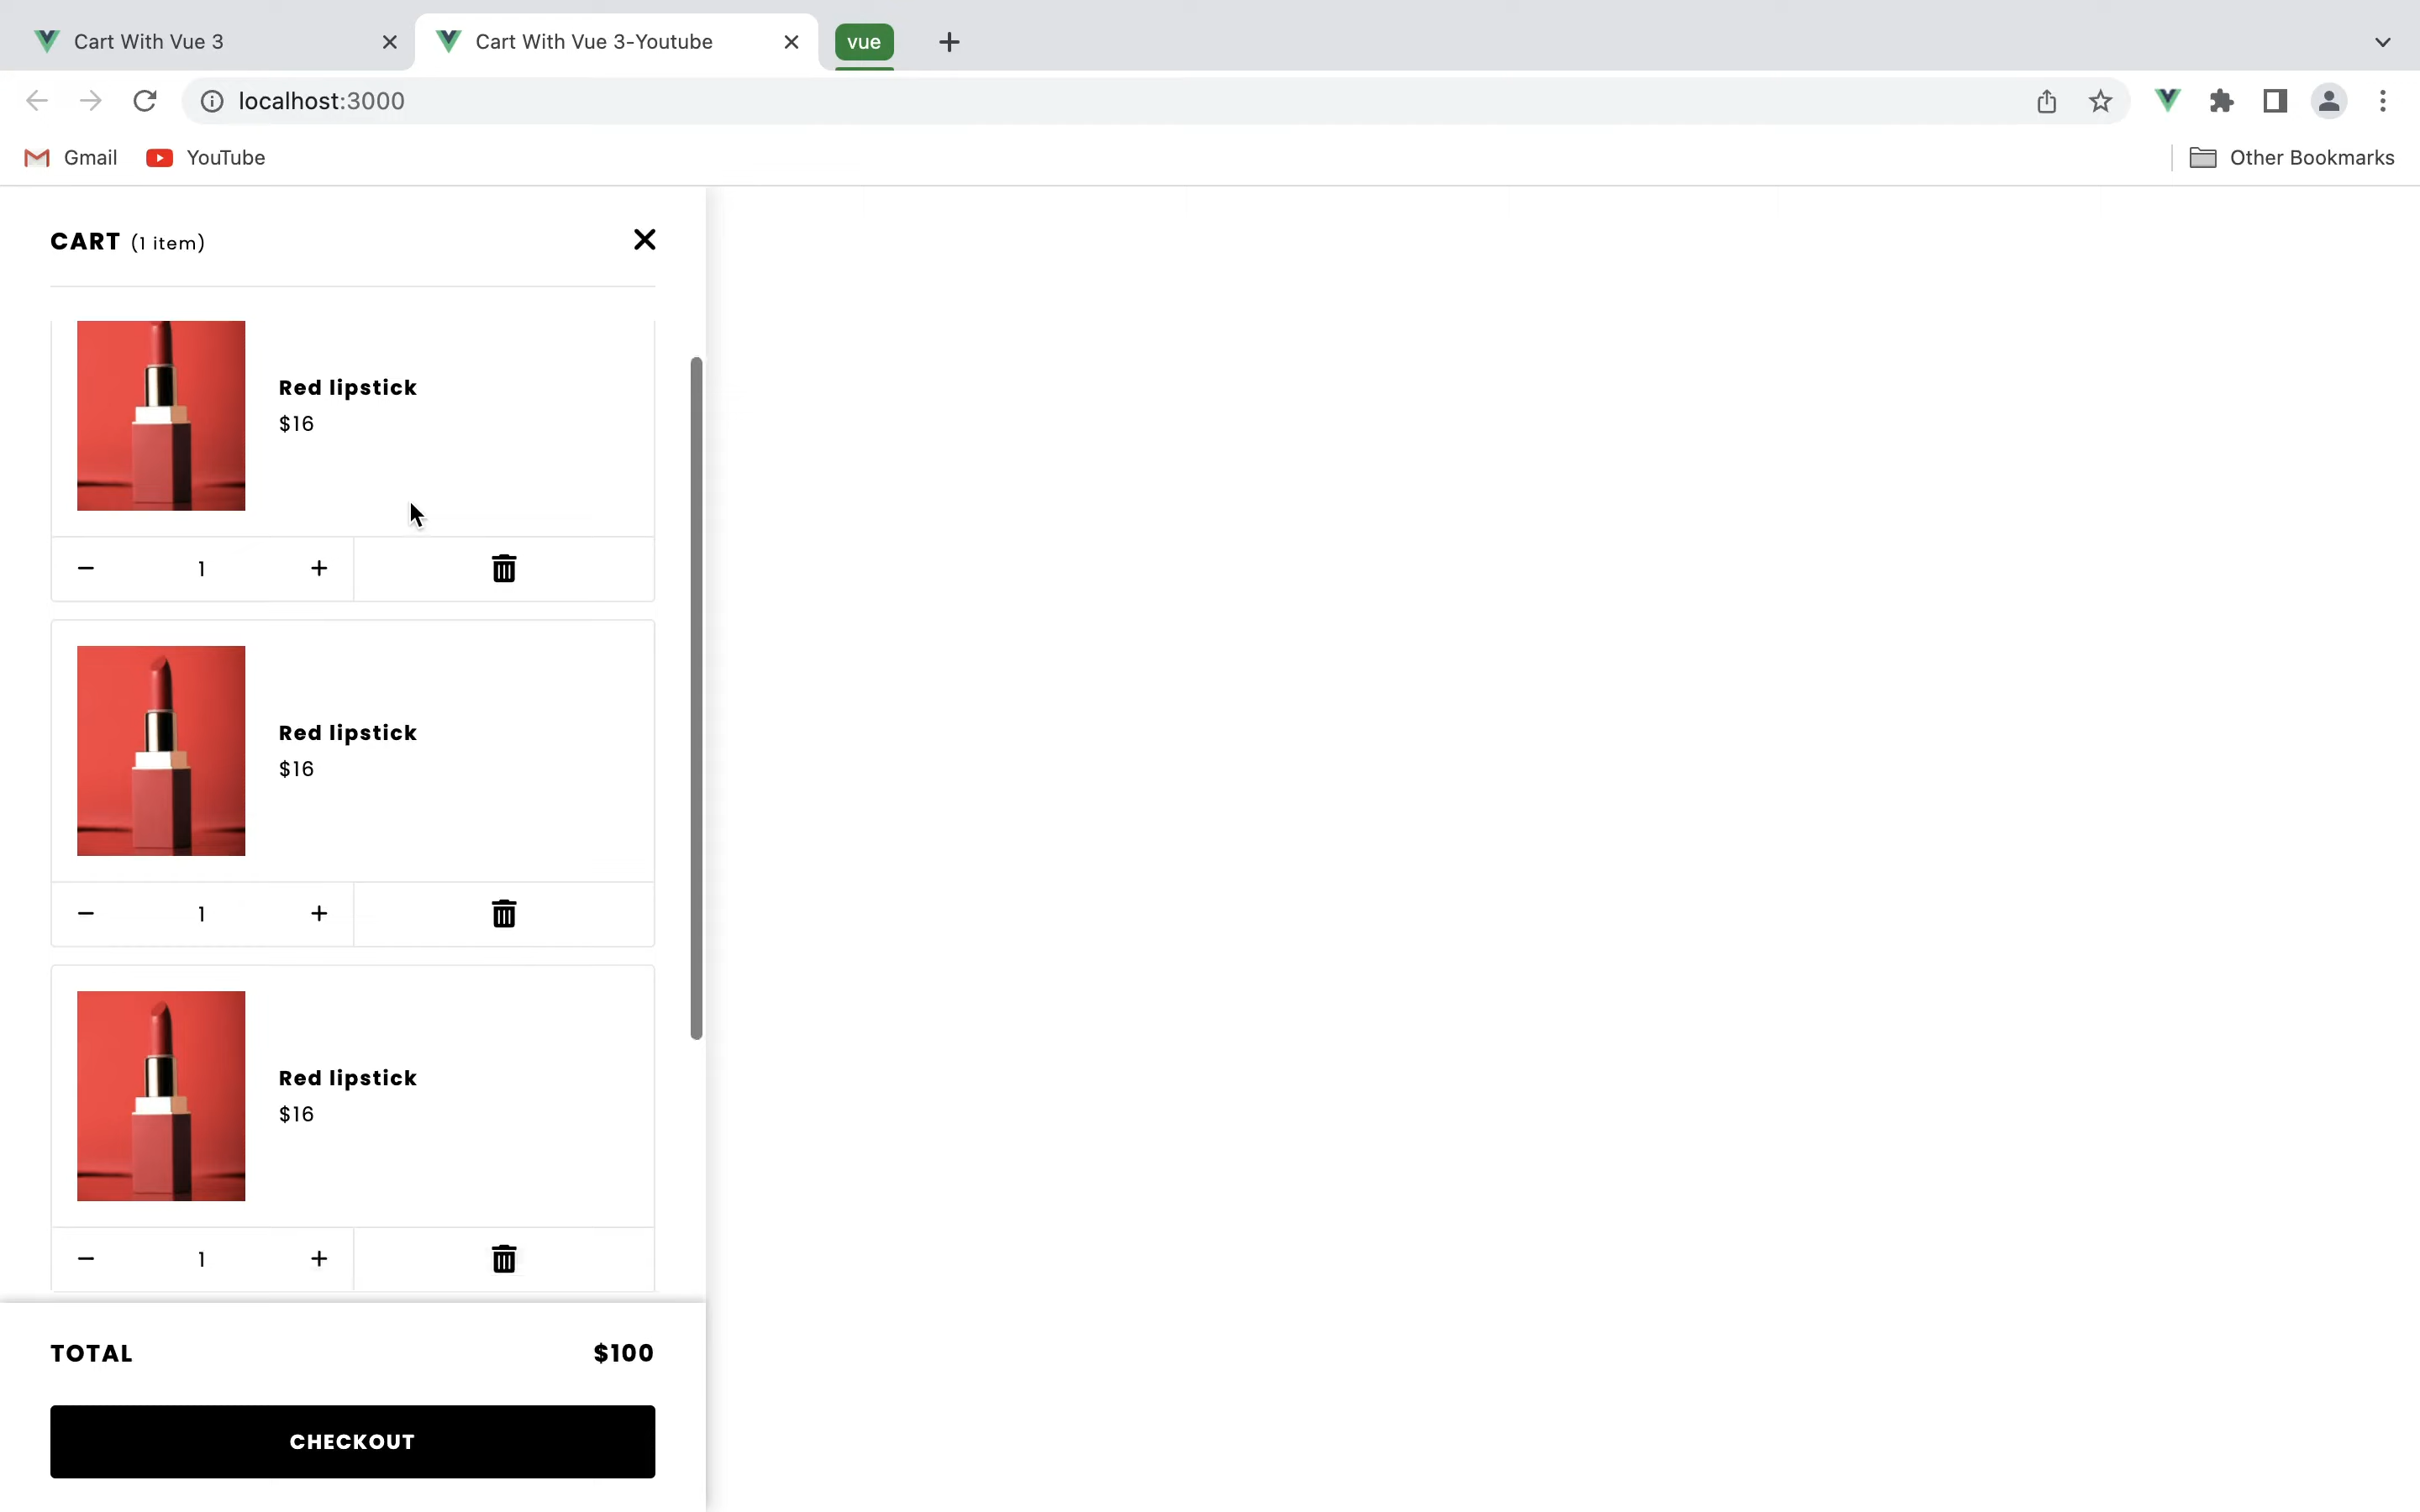 Cart With Vue 3
Cart With Vue 3-Youtube
vue
localhost:3000
Gmail
YouTube
Other Bookmarks
CART (1 item)
Red lipstick
$16
1
Red lipstick
$16
1
Red lipstick
$16
1
TOTAL
$100
CHECKOUT